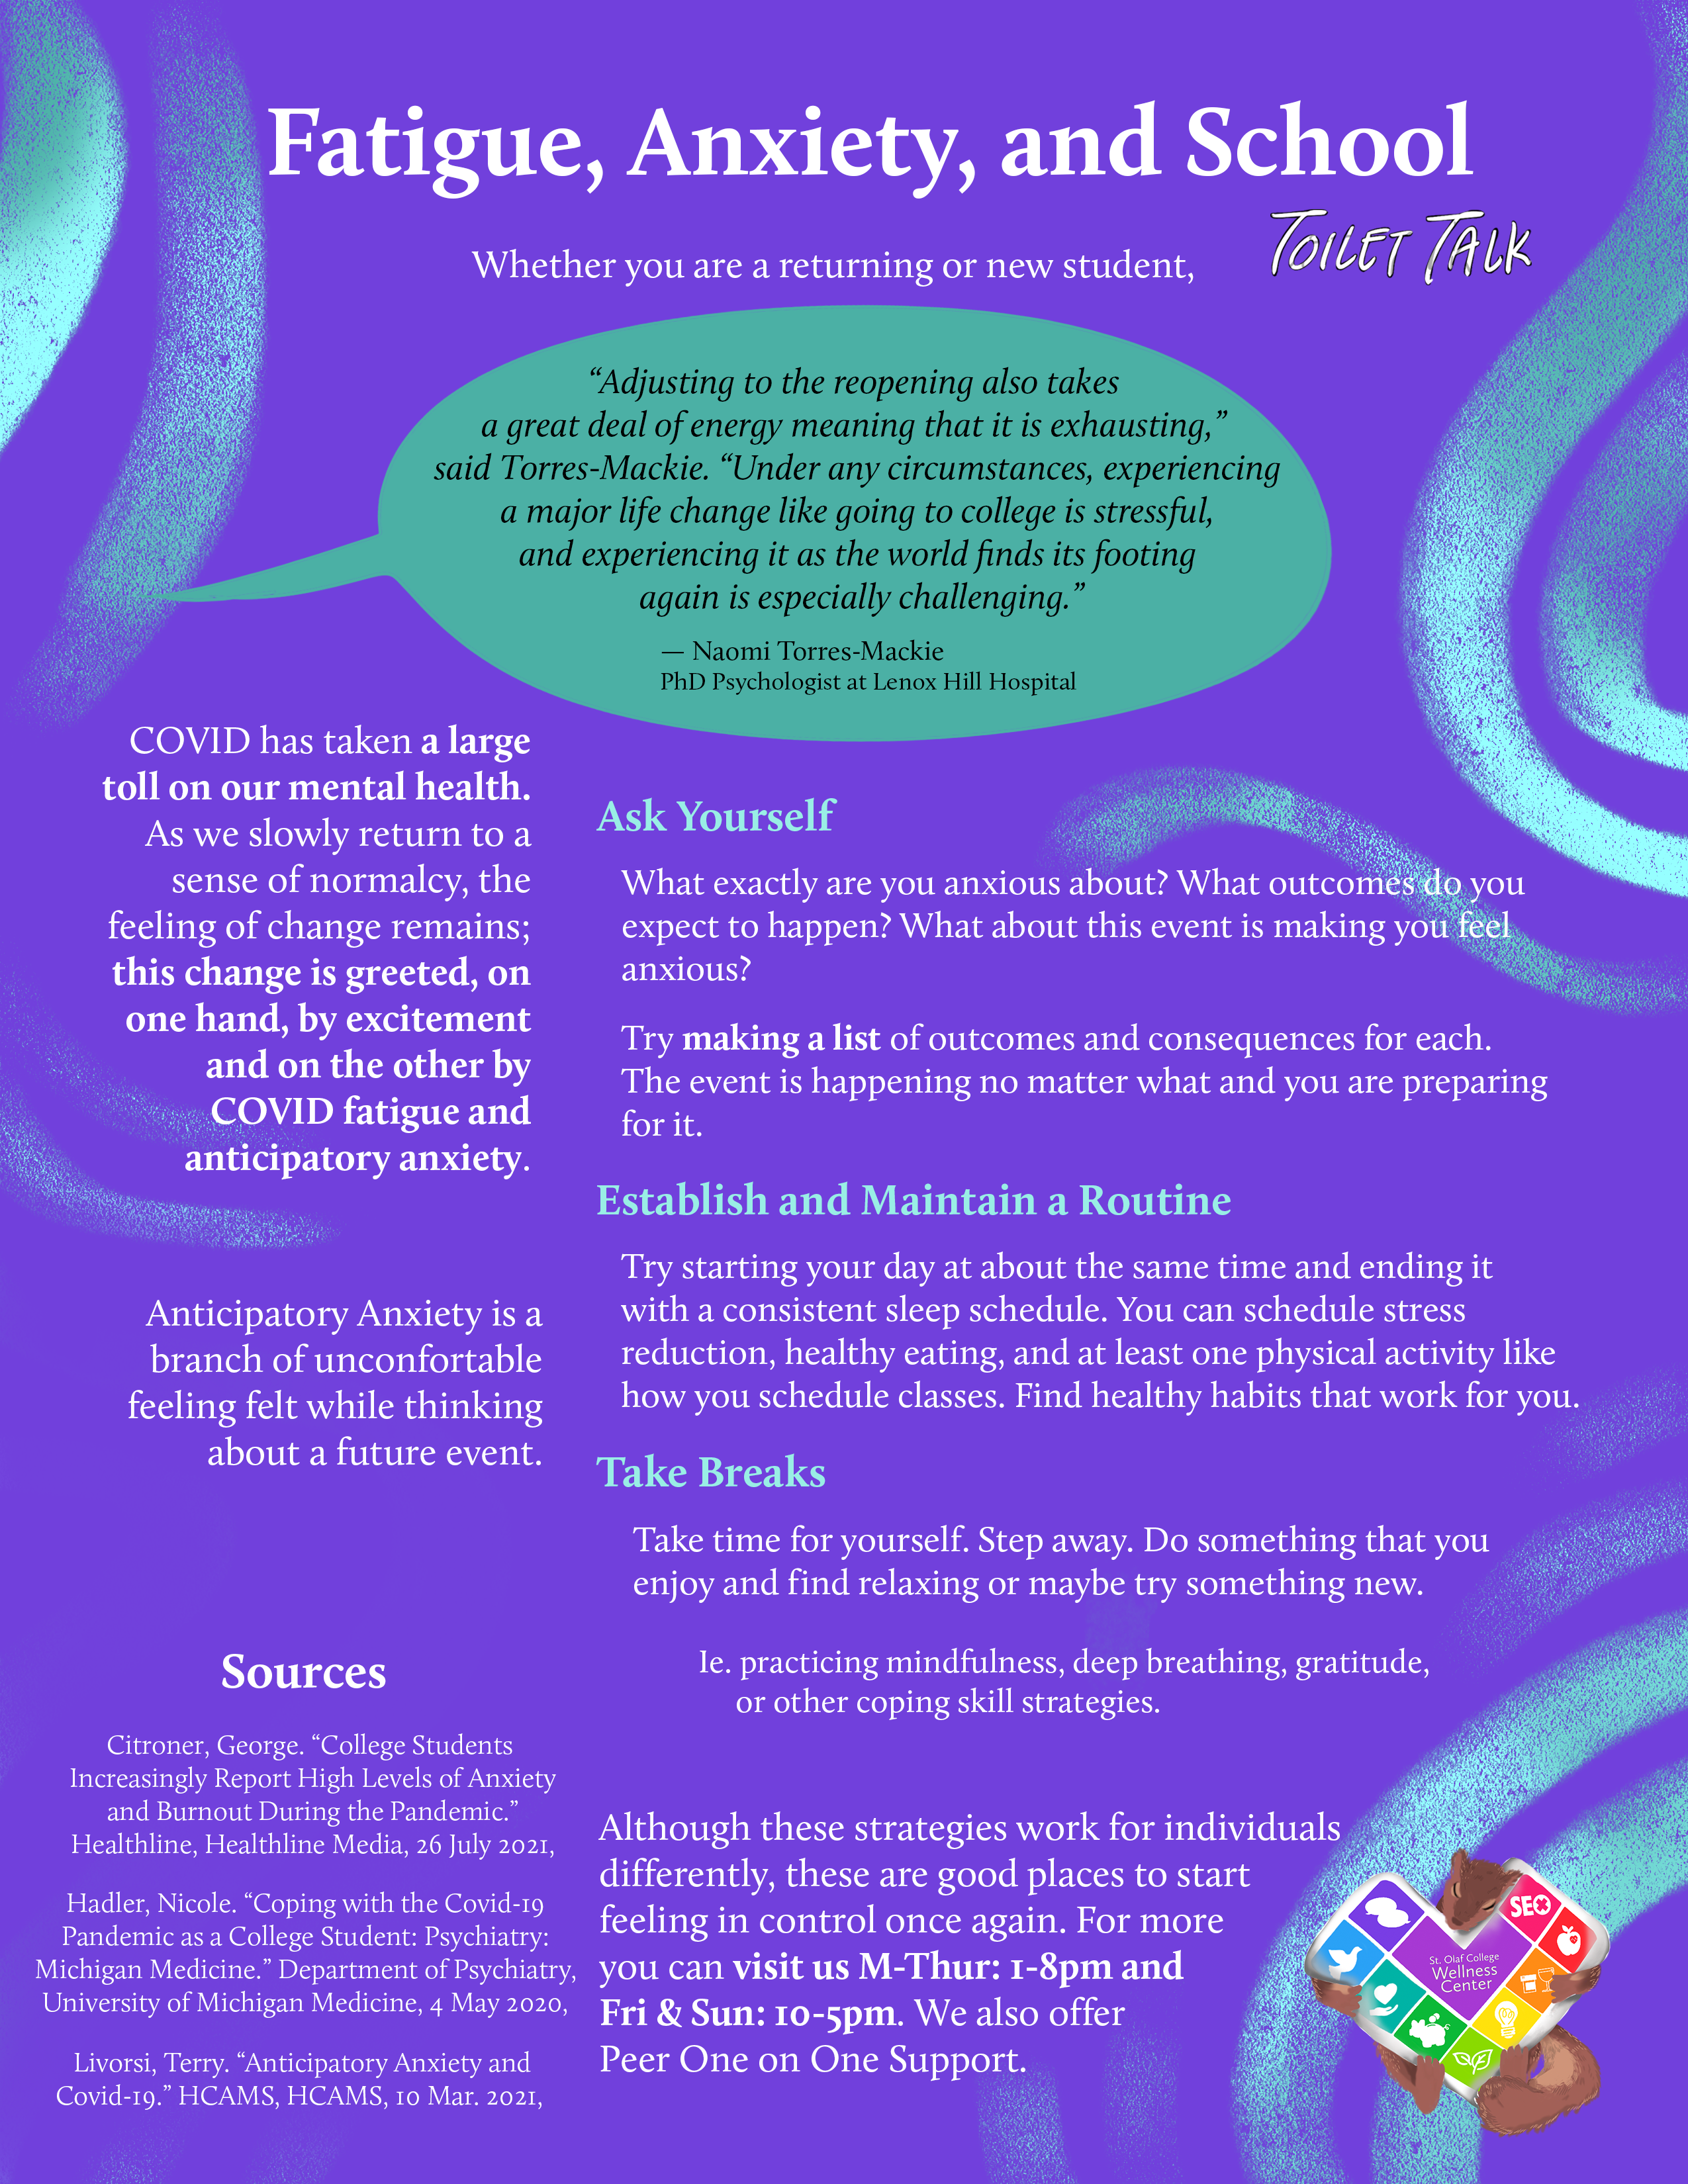 Fatigue, Anxiety, and School
TOILET TALK
Whether you are a returning or new student,
“Adjusting to the reopening also takes
a great deal of energy meaning that it is exhausting,”
said Torres-Mackie. “Under any circumstances, experiencing
a major life change like going to college is stressful,
and experiencing it as the world finds its footing
again is especially challenging.”
— Naomi Torres-Mackie
PhD Psychologist at Lenox Hill Hospital
COVID has taken a large
toll on our mental health.
As we slowly return to a
sense of normalcy, the
feeling of change remains;
this change is greeted, on
one hand, by excitement
and on the other by
COVID fatigue and
anticipatory anxiety.
Anticipatory Anxiety is a
branch of unconfortable
feeling felt while thinking
about a future event.
Ask Yourself
What exactly are you anxious about? What outcomes do you
expect to happen? What about this event is making you feel
anxious?
Try making a list of outcomes and consequences for each.
The event is happening no matter what and you are preparing
for it.
Establish and Maintain a Routine
Try starting your day at about the same time and ending it
with a consistent sleep schedule. You can schedule stress
reduction, healthy eating, and at least one physical activity like
how you schedule classes. Find healthy habits that work for you.
Take Breaks
Take time for yourself. Step away. Do something that you
enjoy and find relaxing or maybe try something new.
Ie. practicing mindfulness, deep breathing, gratitude,
or other coping skill strategies.
Although these strategies work for individuals
differently, these are good places to start
feeling in control once again. For more
you can visit us M-Thur: 1-8pm and
Fri & Sun: 10-5pm. We also offer
Peer One on One Support.
Sources
Citroner, George. “College Students
Increasingly Report High Levels of Anxiety
and Burnout During the Pandemic.”
Healthline, Healthline Media, 26 July 2021,
Hadler, Nicole. “Coping with the Covid-19
Pandemic as a College Student: Psychiatry:
Michigan Medicine.” Department of Psychiatry,
University of Michigan Medicine, 4 May 2020,
Livorsi, Terry. “Anticipatory Anxiety and
Covid-19.” HCAMS, HCAMS, 10 Mar. 2021,
SEX
St. Olaf College
Wellness
Center